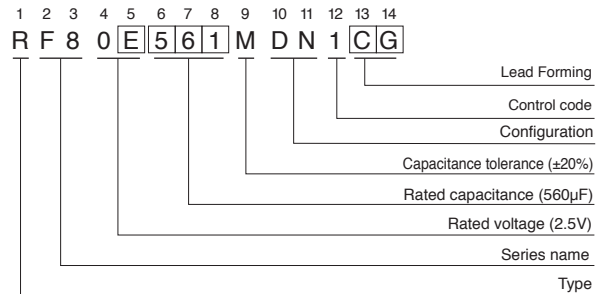 1 2 3 4 5 6 7 8 9 10 11 12 13 14
R F 8 0 E 5 6 1 M D N 1 C G
Lead Forming
Control code
Configuration
Capacitance tolerance (±20%)
Rated capacitance (560μF)
Rated voltage (2.5V)
Series name
Type